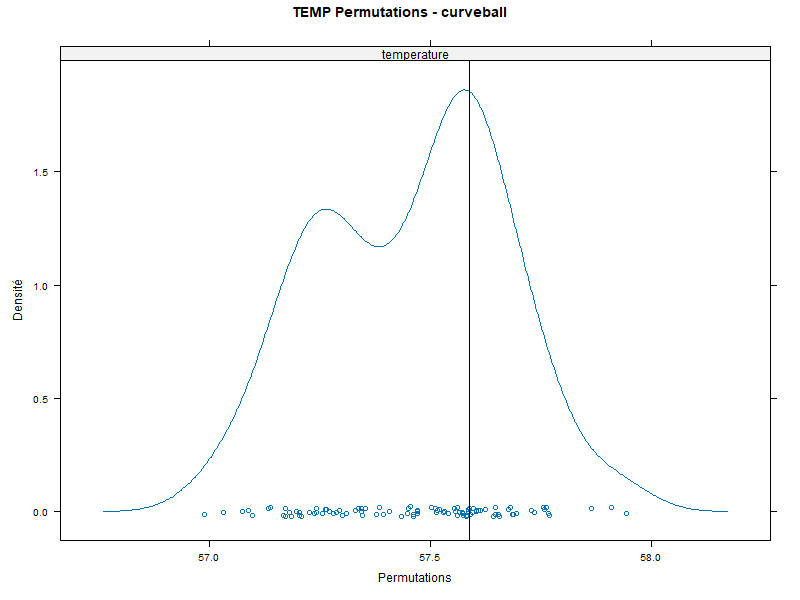 TEMP Permutations - curveball
temperature
1.5
1.0
0.5
0.0
Densité
57.0 57.5 58.0
Permutations